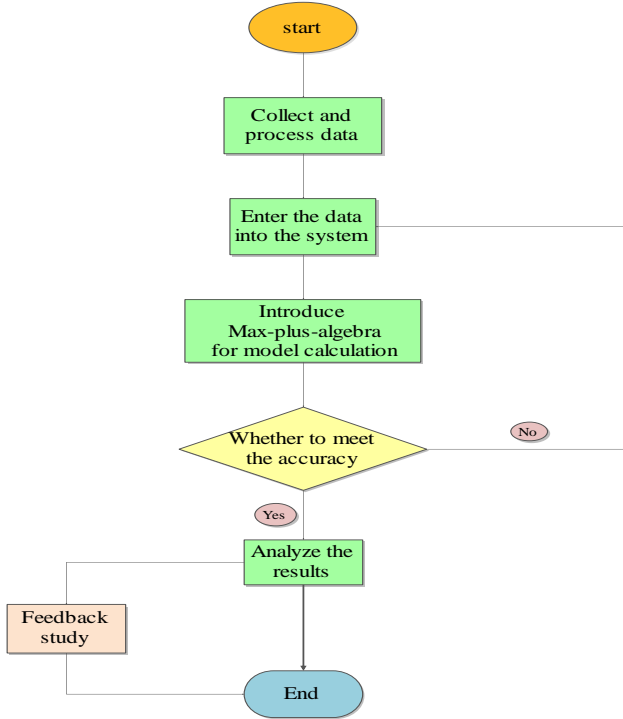 start
Collect and
process data
Enter the data
into the system
Introduce
Max-plus-algebra
for model calculation
Whether to meet
the accuracy
No
Yes
Analyze the
results
Feedback
study
End